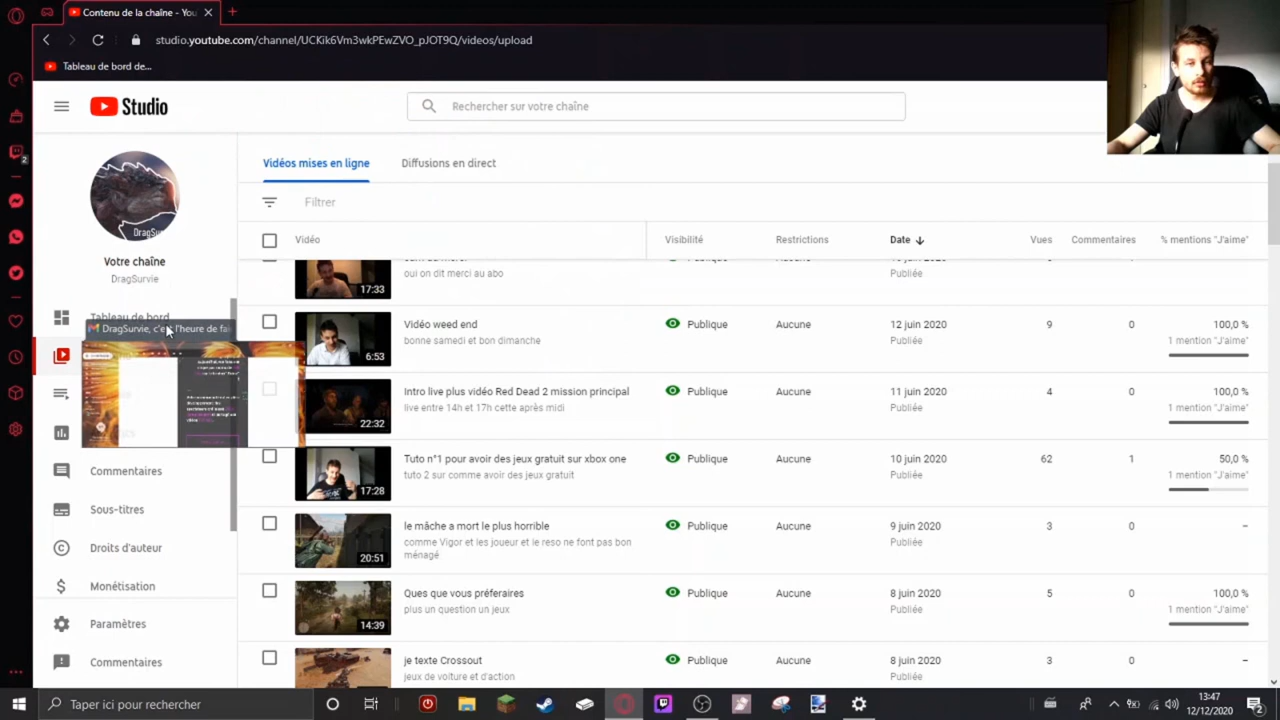 Contenu de la chaîne - You
studio.youtube.com/channel/UCKik6Vm3wkPEwZVO_pJOT9Q/videos/upload
Tableau de bord de...
Studio
Rechercher sur votre chaîne
Vidéos mises en ligne
Diffusions en direct
Filtrer
Vidéo
Visibilité
Restrictions
Date
Vues
Commentaires
% mentions "J'aime"
DragSur
Votre chaîne
DragSurvie
oui on dit merci au abo
17:33
Publiée
Tableau de bord
DragSurvie, c'est l'heure de fai
Vidéo weed end
bonne samedi et bon dimanche
6:53
Publique
Aucune
12 juin 2020
Publiée
9
0
100,0 %
1 mention "J'aime"
Intro live plus vidéo Red Dead 2 mission principal
live entre 14h et 17h cette après midi
22:32
Publique
Aucune
11 juin 2020
Publiée
4
0
100,0 %
1 mention "J'aime"
Tuto n°1 pour avoir des jeux gratuit sur xbox one
tuto 2 sur comme avoir des jeux gratuit
17:28
Publique
Aucune
10 juin 2020
Publiée
62
1
50,0 %
1 mention "J'aime"
le mâche a mort le plus horrible
comme Vigor et les joueur et le reso ne font pas bon
ménagé
20:51
Publique
Aucune
9 juin 2020
Publiée
3
0
–
Ques que vous préferaires
plus un question un jeux
14:39
Publique
Aucune
8 juin 2020
Publiée
5
0
100,0 %
1 mention "J'aime"
je texte Crossout
jeux de voiture et d'action
Publique
Aucune
8 juin 2020
Publiée
3
0
–
Commentaires
Sous-titres
Droits d'auteur
Monétisation
Paramètres
Commentaires
2
Taper ici pour rechercher
13:47
12/12/2020
2